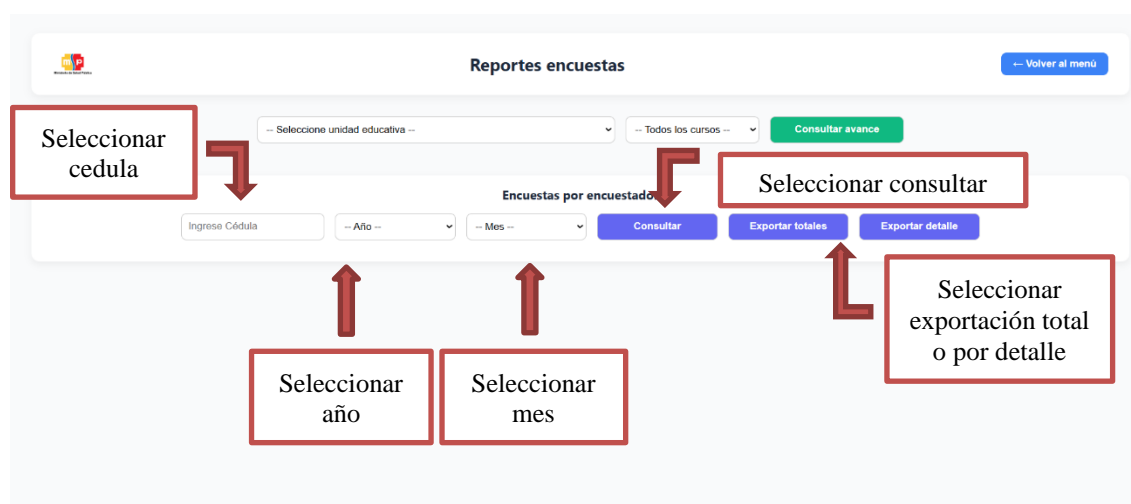 Reportes encuestas
← Volver al menú
Seleccionar
cedula
-- Seleccione unidad educativa --
-- Todos los cursos --
Consultar avance
Seleccionar consultar
Encuestas por encuestado
Ingrese Cédula
-- Año --
-- Mes --
Consultar
Exportar totales
Exportar detalle
Seleccionar
exportación total
o por detalle
Seleccionar
año
Seleccionar
mes